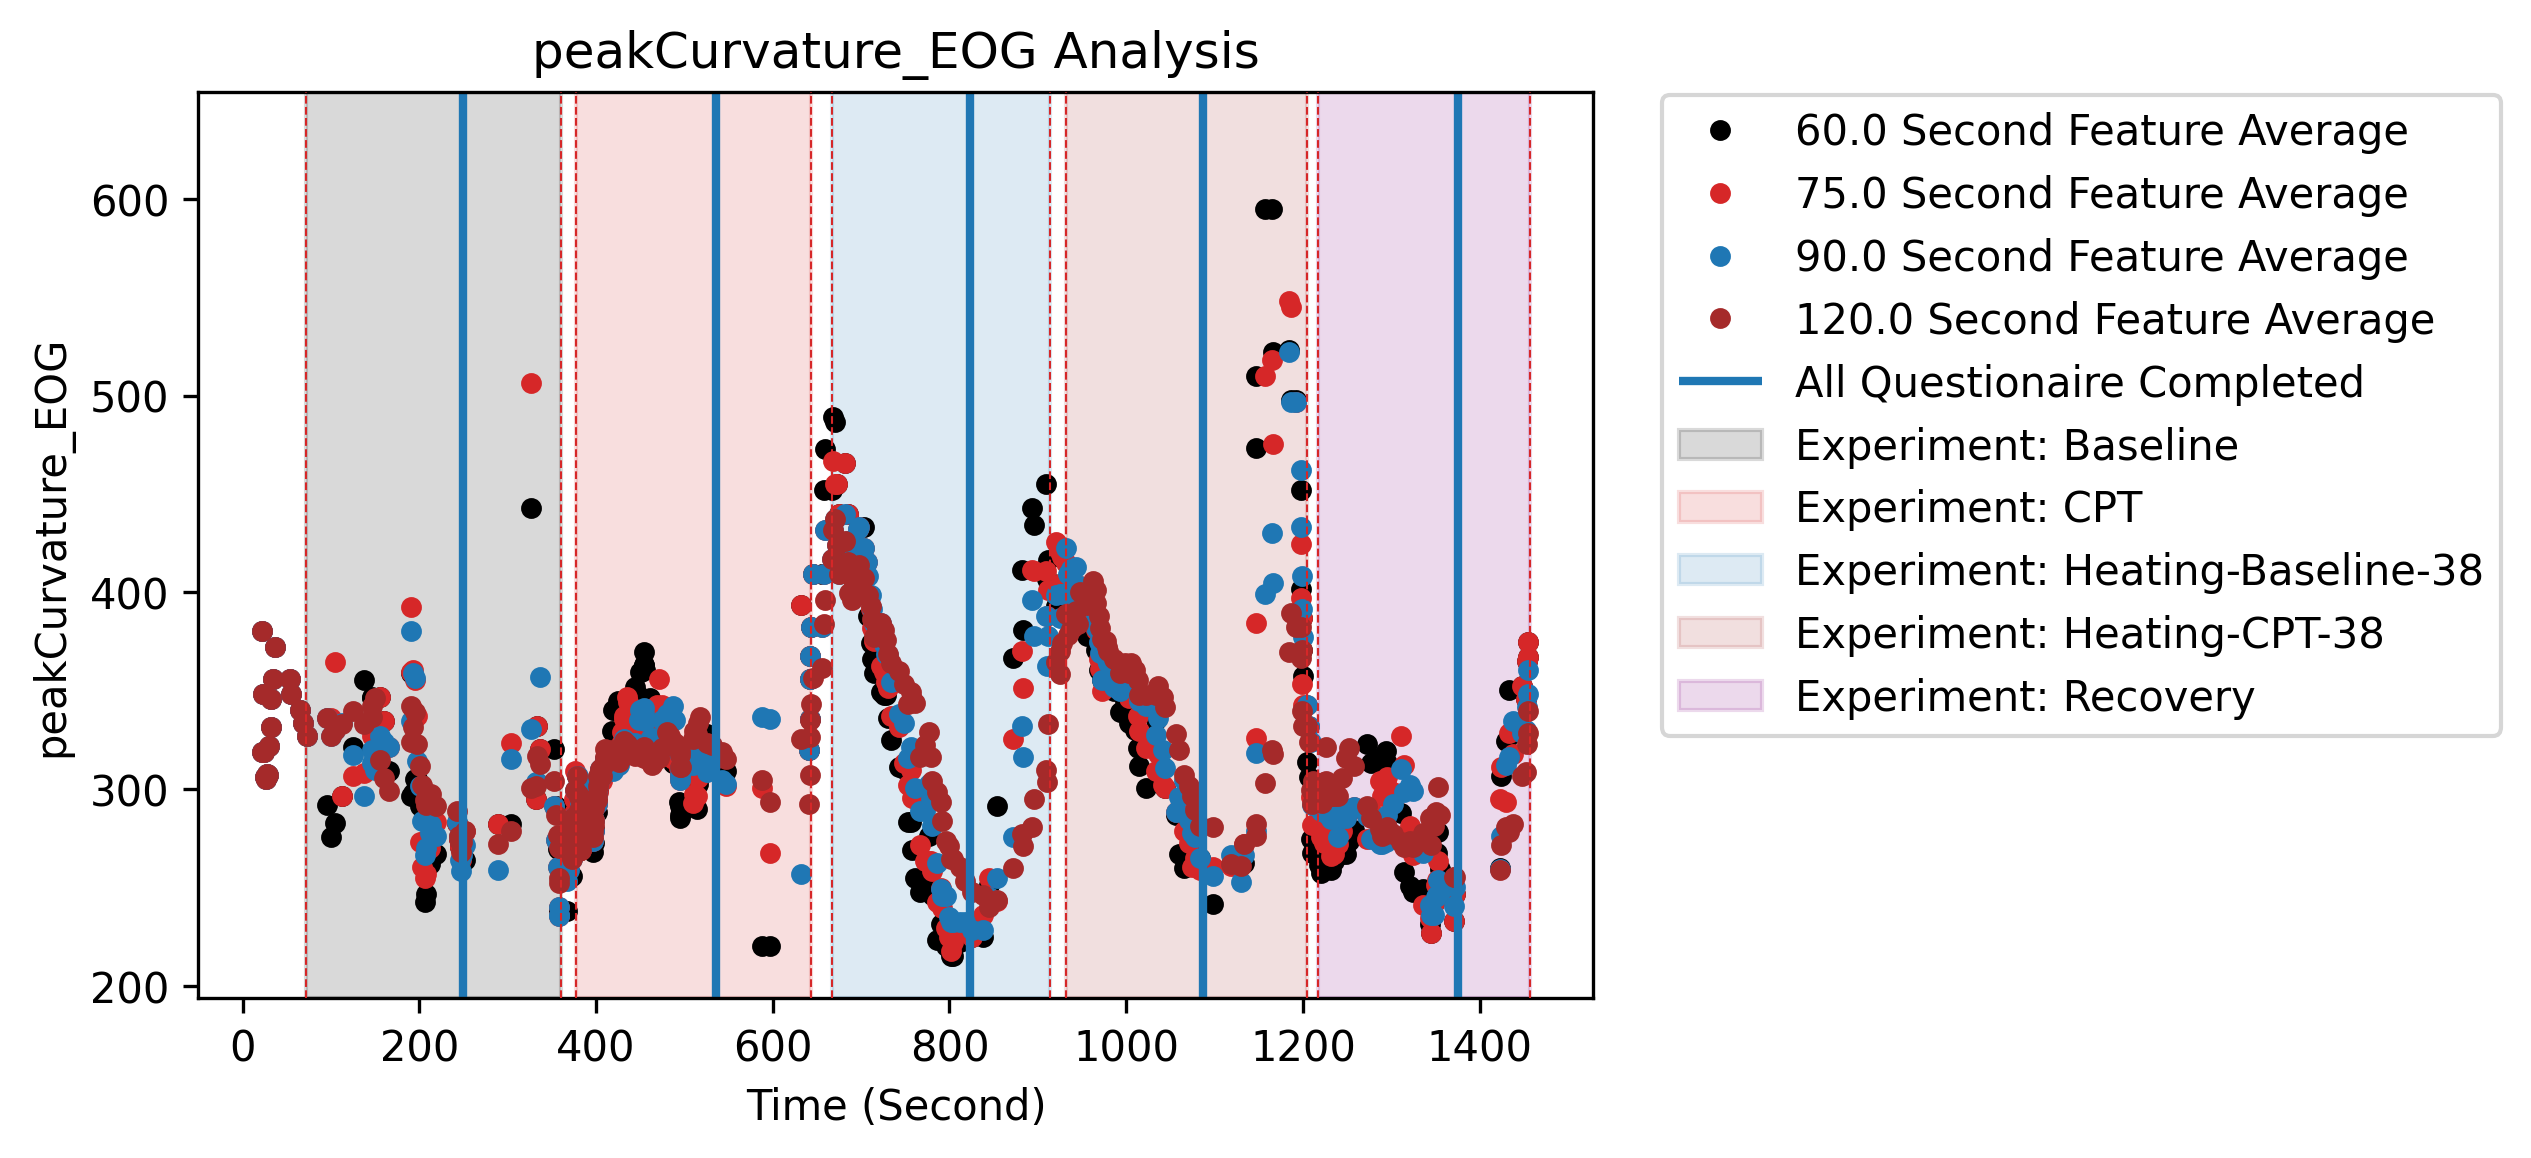 peakCurvature_EOG Analysis
peakCurvature_EOG
600
500
400
300
200
0 200 400 600 800 1000 1200 1400
Time (Second)
60.0 Second Feature Average
75.0 Second Feature Average
90.0 Second Feature Average
120.0 Second Feature Average
All Questionaire Completed
Experiment: Baseline
Experiment: CPT
Experiment: Heating-Baseline-38
Experiment: Heating-CPT-38
Experiment: Recovery